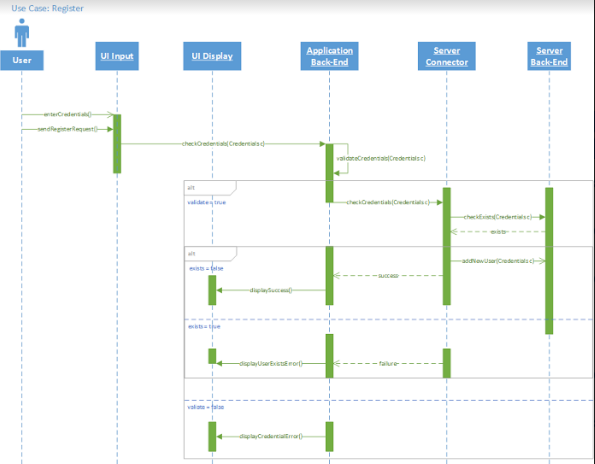 Use Case: Register
User
UI Input
UI Display
Application
Back-End
Server
Connector
Server
Back-End
enterCredentials()
sendRegisterRequest()
checkCredentials(Credentials c)
validateCredentials(Credentials c)
alt
validate = true
checkCredentials(Credentials c)
checkExists(Credentials c)
exists
alt
addNewUser(Credentials c)
exists = false
success
displaySuccess()
exists = true
displayUserExistsError()
failure
validate = false
displayCredentialError()